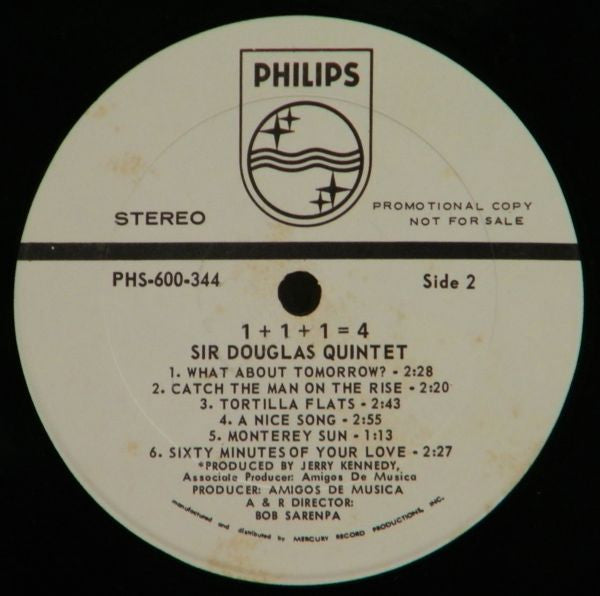 PHILIPS
STEREO
PROMOTIONAL COPY
NOT FOR SALE
PHS-600-344
Side 2
1 + 1 + 1 = 4
SIR DOUGLAS QUINTET
1. WHAT ABOUT TOMORROW? - 2:28
2. CATCH THE MAN ON THE RISE - 2:20
3. TORTILLA FLATS - 2:43
4. A NICE SONG - 2:55
5. MONTEREY SUN - 1:13
6. SIXTY MINUTES OF YOUR LOVE - 2:27
*PRODUCED BY JERRY KENNEDY,
Associate Producer: Amigos De Musica
PRODUCER: AMIGOS DE MUSICA
A & R DIRECTOR:
BOB SARENPA
manufactured and distributed by MERCURY RECORD PRODUCTIONS, INC.